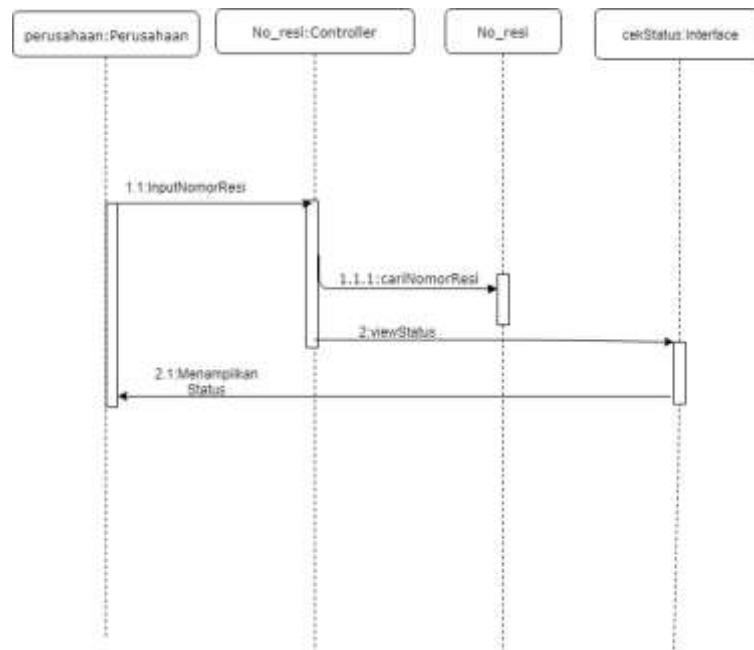 perusahaan:Perusahaan
No_resi:Controller
No_resi
cekStatus:Interface
1.1:InputNomorResi
1.1.1:cariNomorResi
2:viewStatus
2.1:Menampilkan
Status